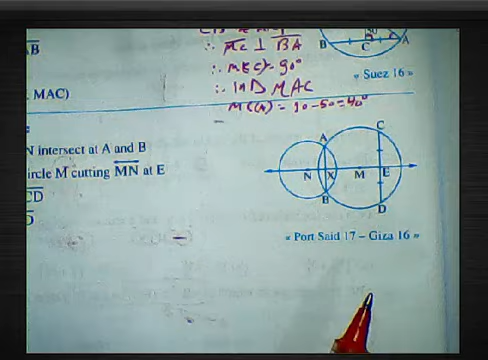 AB
∴ MC ⊥ BA
∴ m(C) = 90°
∴ in Δ MAC
m(A) = 90 - 50 = 40°
50
B C A
« Suez 16 »
MAC)
N intersect at A and B
ircle M cutting MN at E
CD
D
A C
N X M E
B D
« Port Said 17 – Giza 16 »